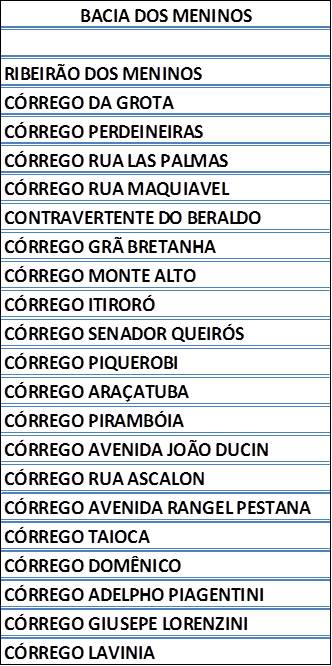 BACIA DOS MENINOS
RIBEIRÃO DOS MENINOS
CÓRREGO DA GROTA
CÓRREGO PERDEINEIRAS
CÓRREGO RUA LAS PALMAS
CÓRREGO RUA MAQUIAVEL
CONTRAVERTENTE DO BERALDO
CÓRREGO GRÃ BRETANHA
CÓRREGO MONTE ALTO
CÓRREGO ITIRORÓ
CÓRREGO SENADOR QUEIRÓS
CÓRREGO PIQUEROBI
CÓRREGO ARAÇATUBA
CÓRREGO PIRAMBÓIA
CÓRREGO AVENIDA JOÃO DUCIN
CÓRREGO RUA ASCALON
CÓRREGO AVENIDA RANGEL PESTANA
CÓRREGO TAIOCA
CÓRREGO DOMÊNICO
CÓRREGO ADELPHO PIAGENTINI
CÓRREGO GIUSEPE LORENZINI
CÓRREGO LAVINIA